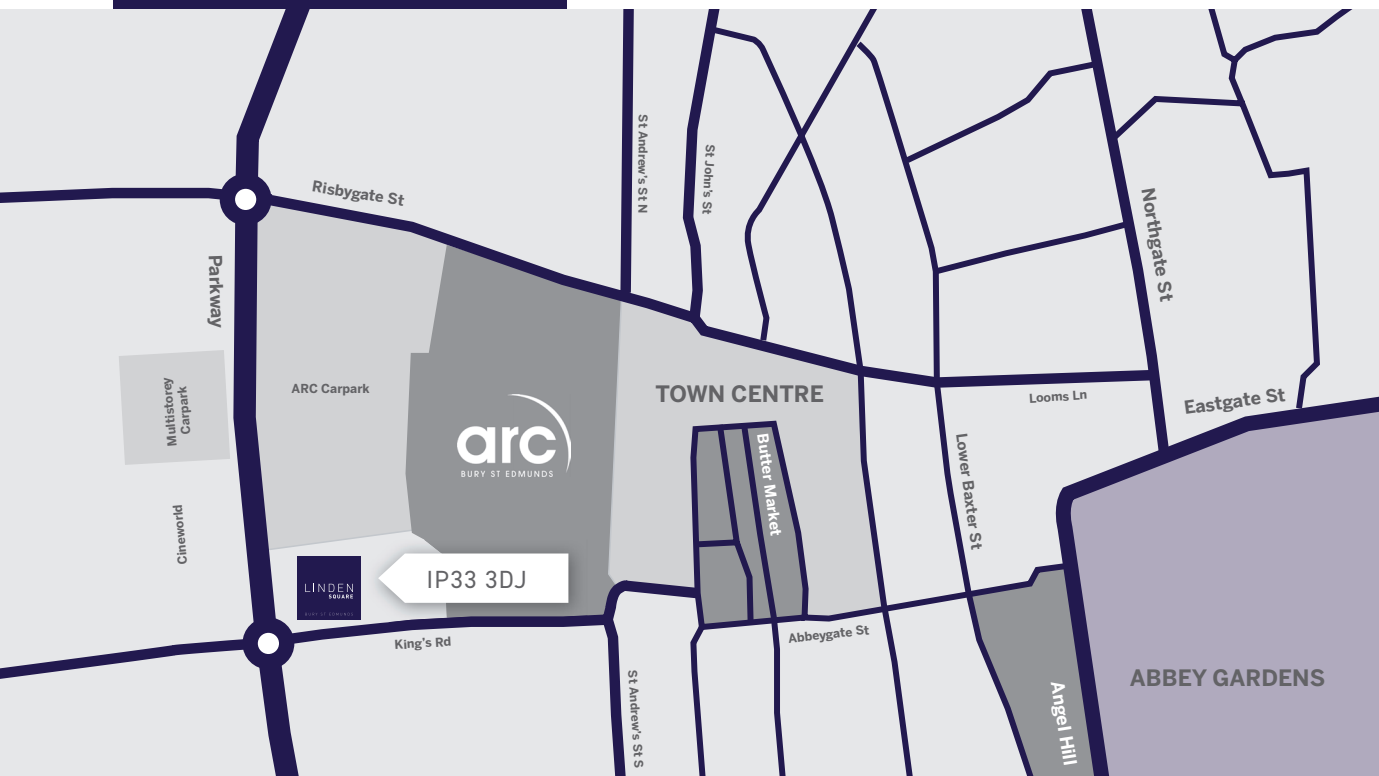 St Andrew's St N
St John's St
Risbygate St
Northgate St
Parkway
ARC Carpark
Multistorey
Carpark
TOWN CENTRE
Looms Ln
Eastgate St
arc
BURY ST EDMUNDS
Butter Market
Lower Baxter St
Cineworld
LINDEN
SQUARE
BURY ST EDMUNDS
IP33 3DJ
King's Rd
Abbeygate St
St Andrew's St S
Angel Hill
ABBEY GARDENS